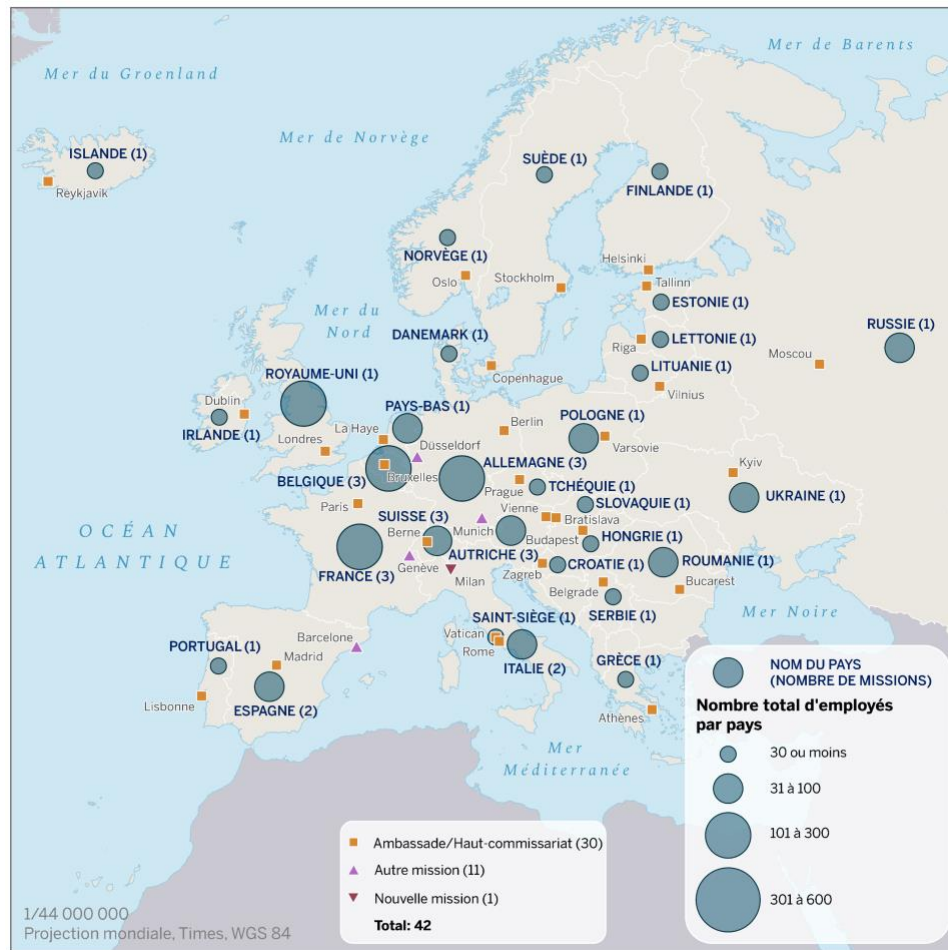 Mer du Groenland
Mer de Barents
Mer de Norvège
ISLANDE (1)
Reykjavik
SUÈDE (1)
FINLANDE (1)
NORVÈGE (1)
Oslo
Stockholm
Helsinki
Tallinn
ESTONIE (1)
Mer du
Nord
DANEMARK (1)
Copenhague
Riga
LETTONIE (1)
LITUANIE (1)
Vilnius
RUSSIE (1)
Moscou
ROYAUME-UNI (1)
Dublin
IRLANDE (1)
Londres
PAYS-BAS (1)
La Haye
Düsseldorf
Berlin
POLOGNE (1)
Varsovie
BELGIQUE (3)
Bruxelles
ALLEMAGNE (3)
Prague
TCHÉQUIE (1)
Kyiv
UKRAINE (1)
Paris
SUISSE (3)
Berne
Munich
Vienne
SLOVAQUIE (1)
Bratislava
Budapest
HONGRIE (1)
OCÉAN
ATLANTIQUE
FRANCE (3)
Genève
Milan
AUTRICHE (3)
Zagreb
CROATIE (1)
ROUMANIE (1)
Bucarest
Belgrade
SERBIE (1)
Mer Noire
SAINT-SIÈGE (1)
Vatican
Rome
ITALIE (2)
GRÈCE (1)
Athènes
PORTUGAL (1)
Lisbonne
Barcelone
Madrid
ESPAGNE (2)
Mer
Méditerranée
NOM DU PAYS
(NOMBRE DE MISSIONS)
Nombre total d'employés
par pays
30 ou moins
31 à 100
101 à 300
301 à 600
Ambassade/Haut-commissariat (30)
Autre mission (11)
Nouvelle mission (1)
Total: 42
1/44 000 000
Projection mondiale, Times, WGS 84